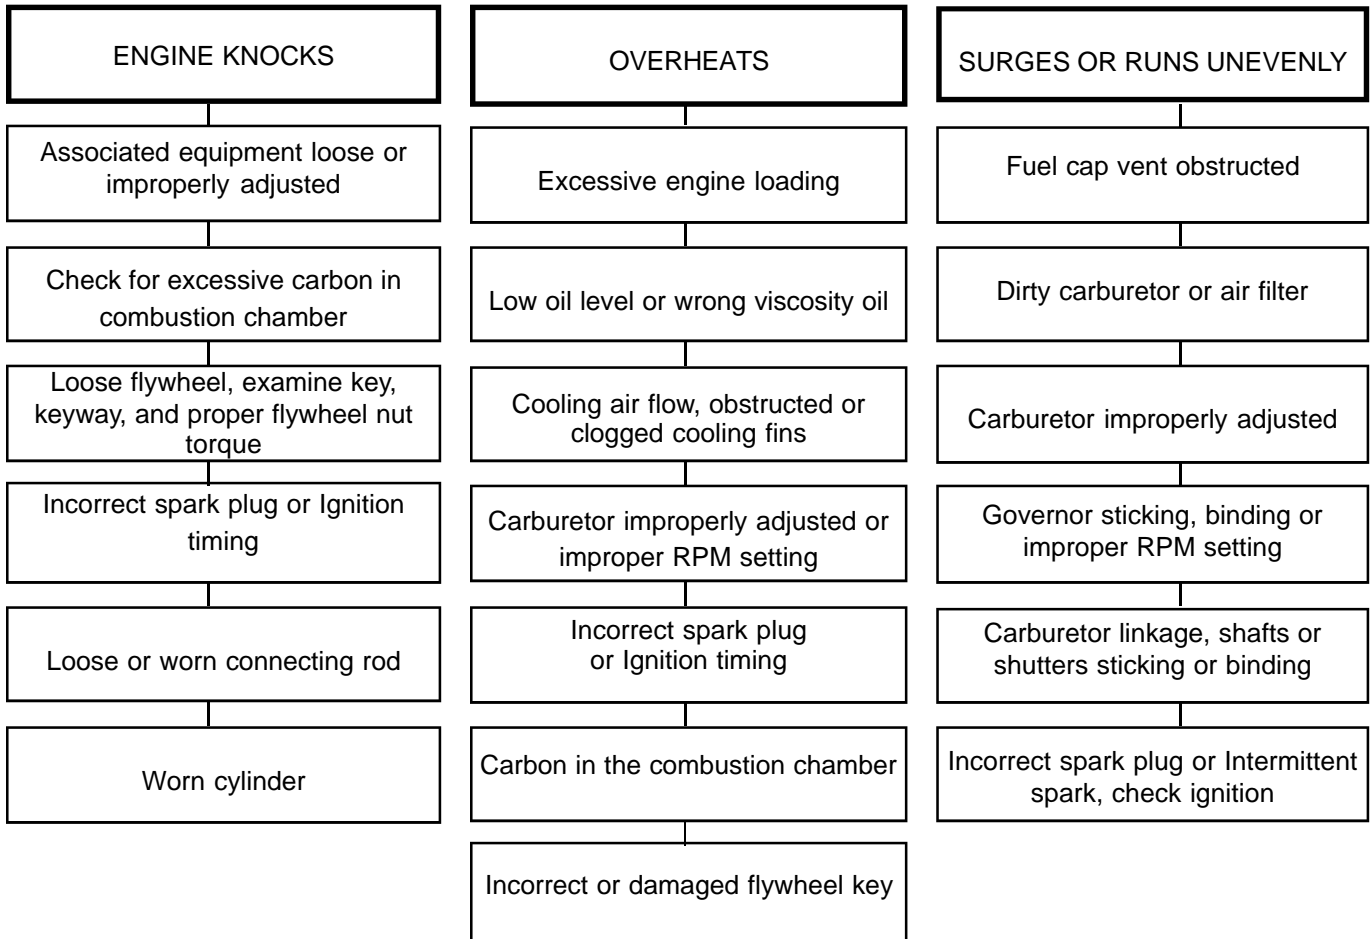 ENGINE KNOCKS
Associated equipment loose or
improperly adjusted
Check for excessive carbon in
combustion chamber
Loose flywheel, examine key,
keyway, and proper flywheel nut
torque
Incorrect spark plug or Ignition
timing
Loose or worn connecting rod
Worn cylinder
OVERHEATS
Excessive engine loading
Low oil level or wrong viscosity oil
Cooling air flow, obstructed or
clogged cooling fins
Carburetor improperly adjusted or
improper RPM setting
Incorrect spark plug
or Ignition timing
Carbon in the combustion chamber
Incorrect or damaged flywheel key
SURGES OR RUNS UNEVENLY
Fuel cap vent obstructed
Dirty carburetor or air filter
Carburetor improperly adjusted
Governor sticking, binding or
improper RPM setting
Carburetor linkage, shafts or
shutters sticking or binding
Incorrect spark plug or Intermittent
spark, check ignition